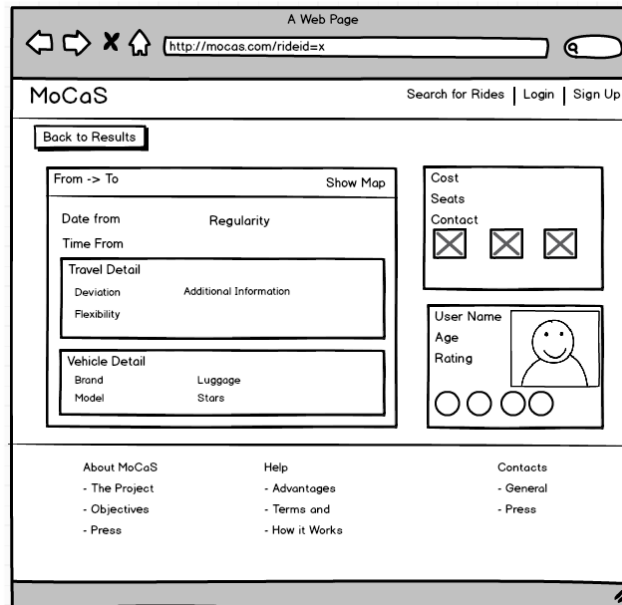 A Web Page
http://mocas.com/rideid=x
MoCaS
Search for Rides | Login | Sign Up
Back to Results
From -> To
Show Map
Date from
Regularity
Time From
Travel Detail
Deviation
Additional Information
Flexibility
Vehicle Detail
Brand
Luggage
Model
Stars
Cost
Seats
Contact
User Name
Age
Rating
About MoCaS
- The Project
- Objectives
- Press
Help
- Advantages
- Terms and
- How it Works
Contacts
- General
- Press